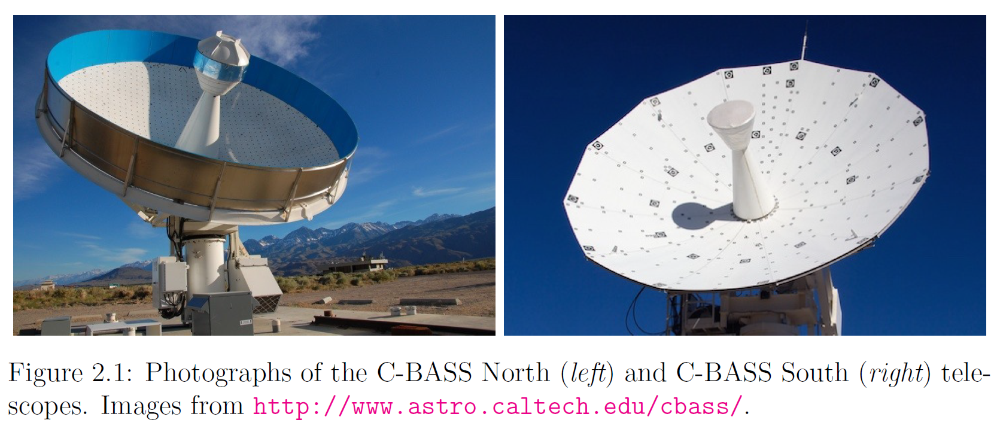 Figure 2.1: Photographs of the C-BASS North (left) and C-BASS South (right) tele-
scopes. Images from http://www.astro.caltech.edu/cbass/.